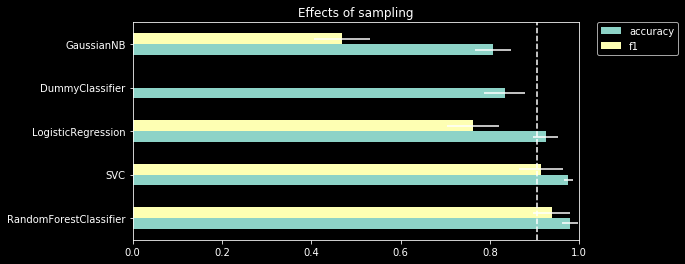 Effects of sampling
accuracy
f1
GaussianNB
DummyClassifier
LogisticRegression
SVC
RandomForestClassifier
0.0 0.2 0.4 0.6 0.8 1.0